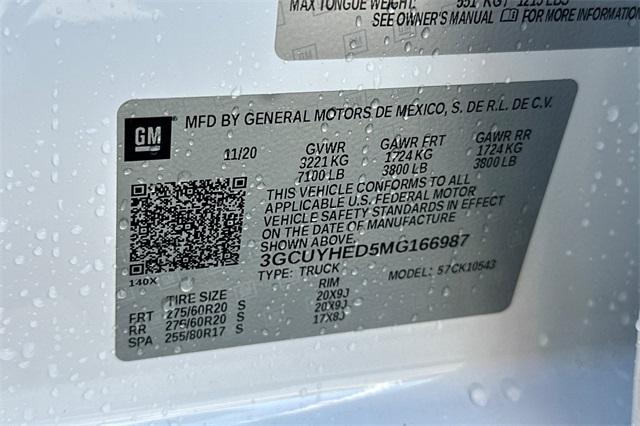 MAX TONGUE WEIGHT: 551 KG / 1215 LBS
SEE OWNER'S MANUAL FOR MORE INFORMATION
GM
MFD BY GENERAL MOTORS DE MEXICO, S. DE R.L. DE C.V.
11/20 GVWR GAWR FRT GAWR RR
3221 KG 1724 KG 1724 KG
7100 LB 3800 LB 3800 LB
THIS VEHICLE CONFORMS TO ALL
APPLICABLE U.S. FEDERAL MOTOR
VEHICLE SAFETY STANDARDS IN EFFECT
ON THE DATE OF MANUFACTURE
SHOWN ABOVE.
3GCUYHED5MG166987
140X
TYPE: TRUCK MODEL: 57CK10543
TIRE SIZE RIM
FRT 275/60R20 S 20X9J
RR 275/60R20 S 20X9J
SPA 255/80R17 S 17X8J